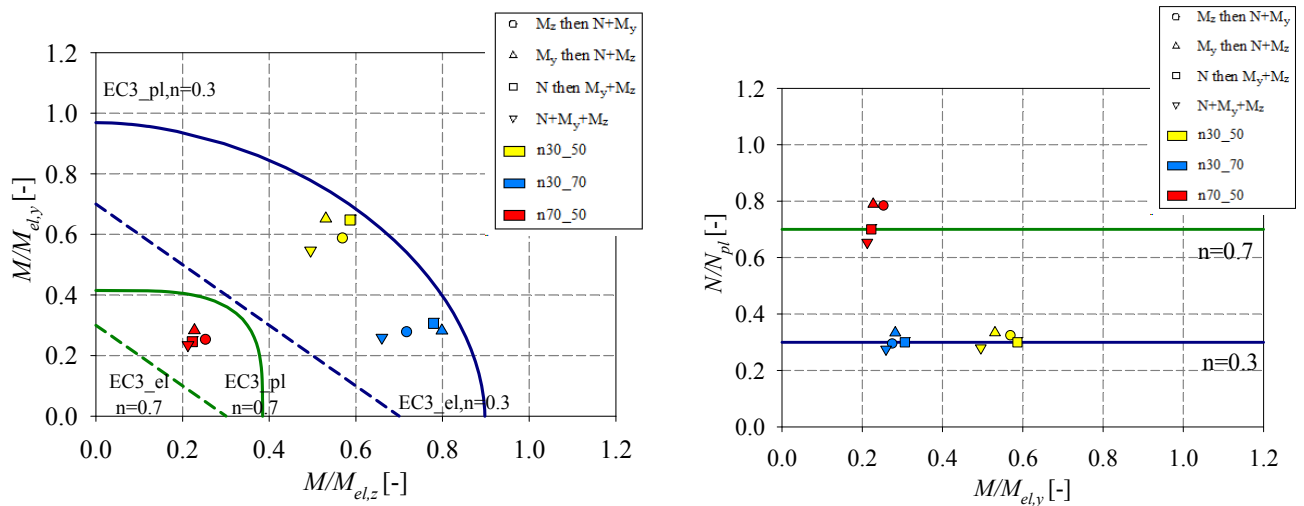 1.2
1.0
0.8
0.6
0.4
0.2
0.0
M/Mel,y [-]
EC3_pl,n=0.3
EC3_el
n=0.7
EC3_pl
n=0.7
EC3_el,n=0.3
0.0 0.2 0.4 0.6 0.8 1.0 1.2
M/Mel,z [-]
Mz then N+My
My then N+Mz
N then My+Mz
N+My+Mz
n30_50
n30_70
n70_50
1.2
1.0
0.8
0.6
0.4
0.2
0.0
N/Npl [-]
n=0.7
n=0.3
0.0 0.2 0.4 0.6 0.8 1.0 1.2
M/Mel,y [-]
Mz then N+My
My then N+Mz
N then My+Mz
N+My+Mz
n30_50
n30_70
n70_50